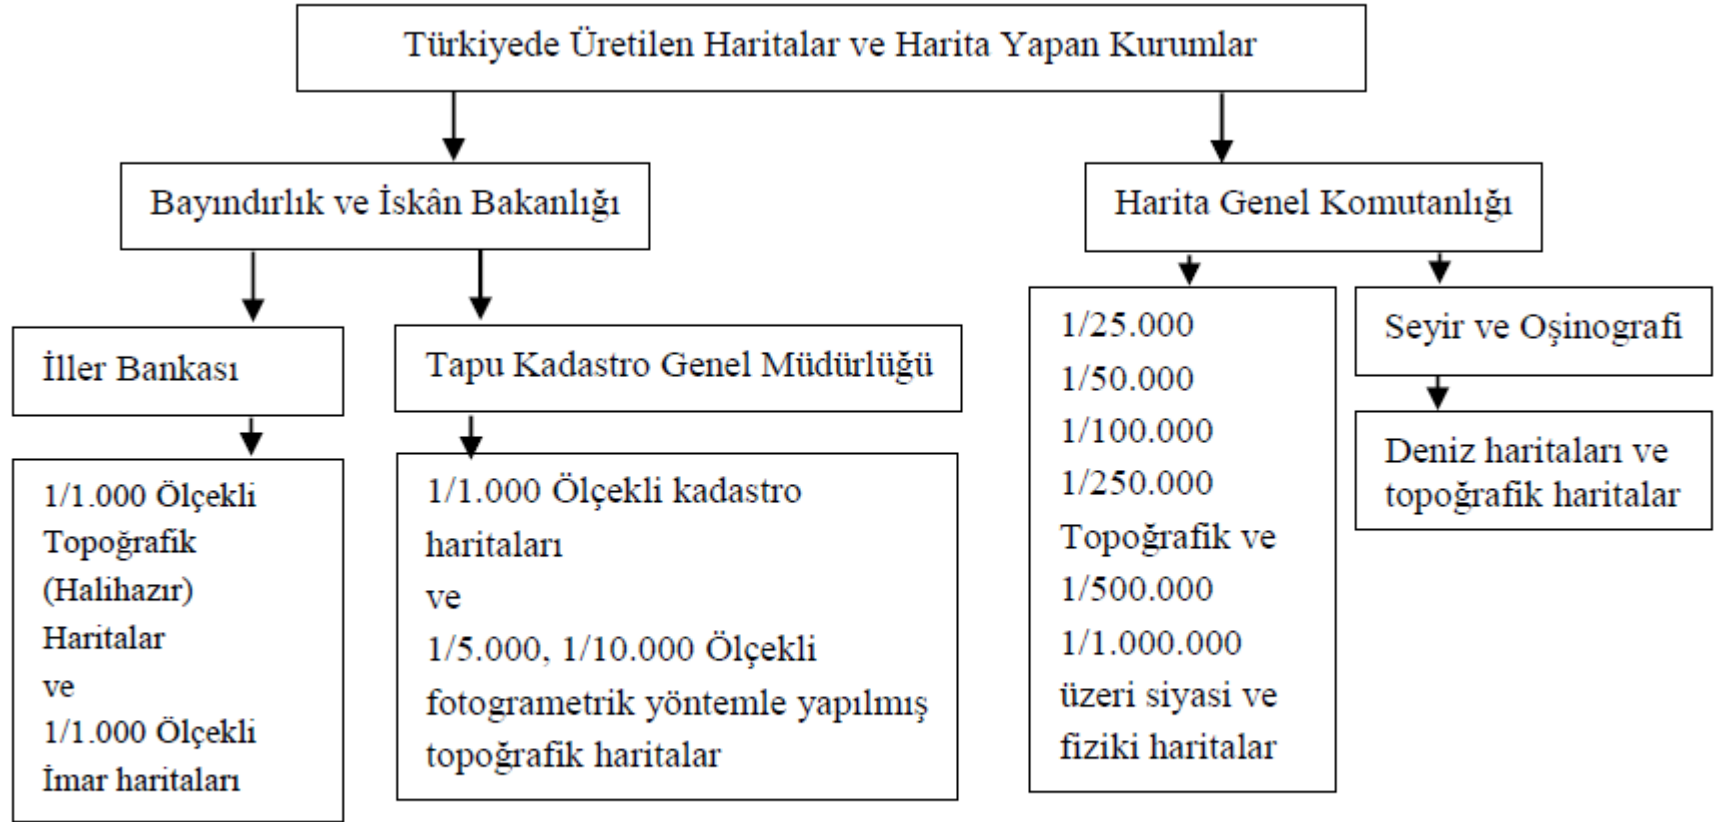 Türkiyede Üretilen Haritalar ve Harita Yapan Kurumlar
Bayındırlık ve İskân Bakanlığı
Harita Genel Komutanlığı
İller Bankası
Tapu Kadastro Genel Müdürlüğü
1/1.000 Ölçekli
Topoğrafik
(Halihazır)
Haritalar
ve
1/1.000 Ölçekli
İmar haritaları
1/1.000 Ölçekli kadastro
haritaları
ve
1/5.000, 1/10.000 Ölçekli
fotogrametrik yöntemle yapılmış
topoğrafik haritalar
1/25.000
1/50.000
1/100.000
1/250.000
Topoğrafik ve
1/500.000
1/1.000.000
üzeri siyasi ve
fiziki haritalar
Seyir ve Oşinografi
Deniz haritaları ve
topoğrafik haritalar